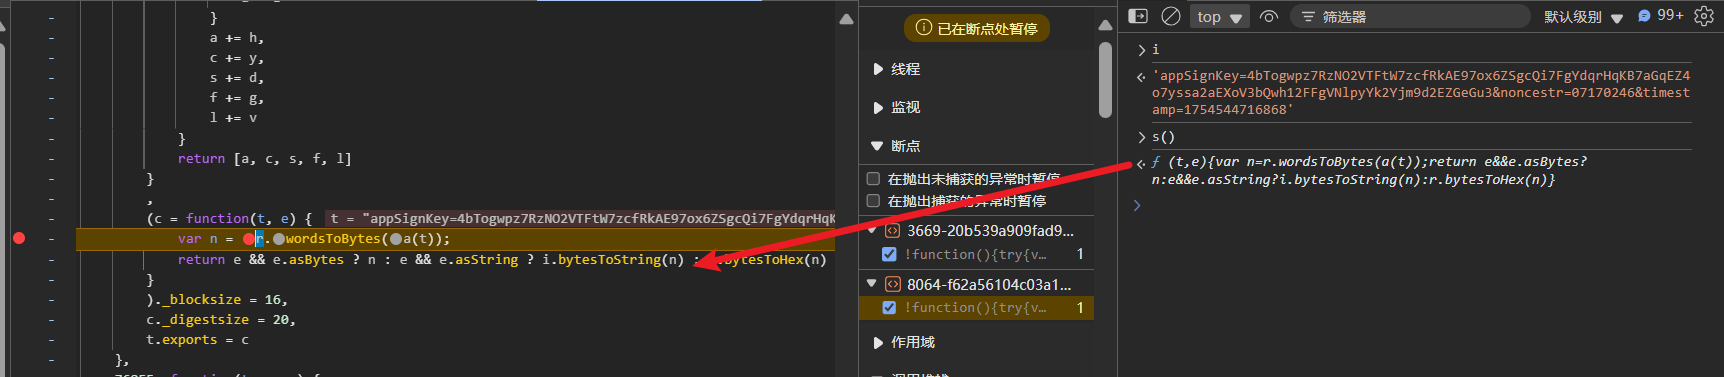 }
a += h,
c += y,
s += d,
f += g,
l += v
}
return [a, c, s, f, l]
}
,
(c = function(t, e) { t = "appSignKey=4bTogwpz7RzNO2VTFtW7zcfRkAE97ox6ZSgcQi7FgYdqrHqK
var n = r.wordsToBytes(a(t));
return e && e.asBytes ? n : e && e.asString ? i.bytesToString(n) : .bytesToHex(n)
}
)._blocksize = 16,
c._digestsize = 20,
t.exports = c
},
已在断点处暂停
线程
监视
断点
在抛出未捕获的异常时暂停
在抛出捕获的异常时暂停
3669-20b539a909fad9...
!function(){try{v… 1
8064-f62a56104c03a1...
!function(){try{v… 1
作用域
top
筛选器
默认级别
99+
i
'appSignKey=4bTogwpz7RzNO2VTFtW7zcfRkAE97ox6ZSgcQi7FgYdqrHqKB7aGqEZ4
o7yssa2aEXoV3bQwh12FFgVNlpyYk2Yjm9d2EZGeGu3&noncestr=07170246&timest
amp=1754544716868'
s()
ƒ (t,e){var n=r.wordsToBytes(a(t));return e&&e.asBytes?
n:e&&e.asString?i.bytesToString(n):r.bytesToHex(n)}